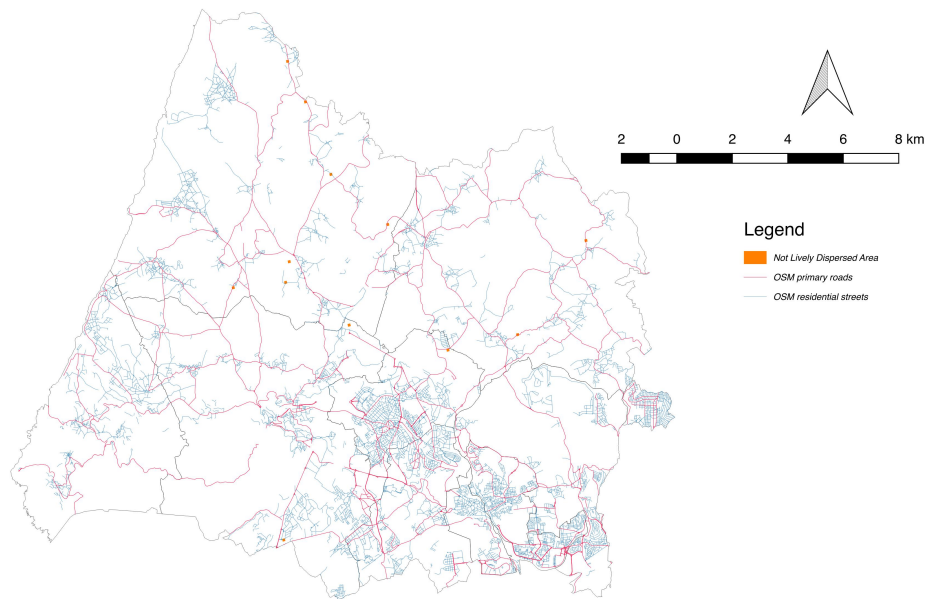 2 0 2 4 6 8 km
Legend
Not Lively Dispersed Area
OSM primary roads
OSM residential streets